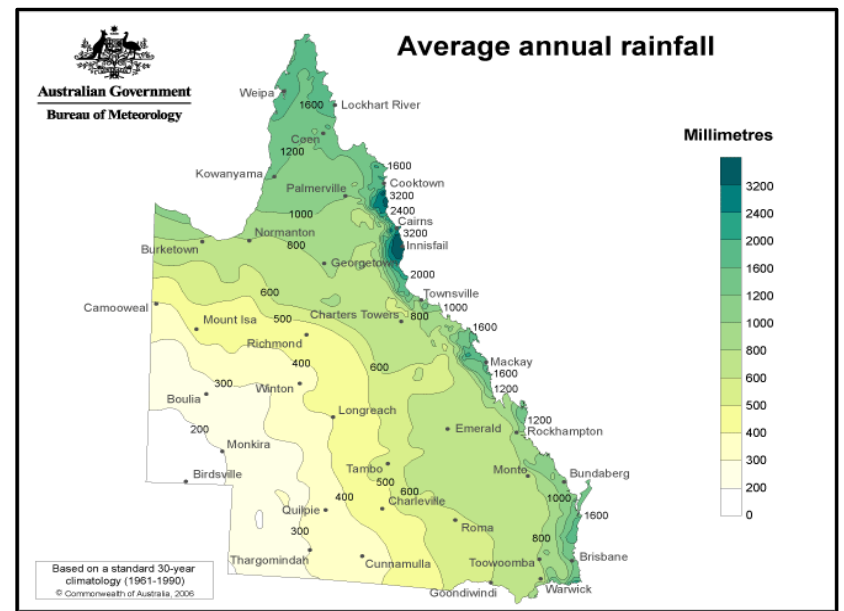 Average annual rainfall
Australian Government
Bureau of Meteorology
Millimetres
3200
2400
2000
1600
1200
1000
800
600
500
400
300
200
0
Weipa
1600
Lockhart River
Coen
1200
1600
Kowanyama
Cooktown
Palmerville
3200
2400
1000
Cairns
Normanton
3200
800
Innisfail
Burketown
Georgetown
2000
600
Townsville
Camooweal
1000
500
Charters Towers
800
Mount Isa
1600
Richmond
400
600
Mackay
300
Winton
1600
1200
Boulia
Longreach
200
1200
Emerald
Rockhampton
Monkira
Tambo
Monto
Bundaberg
Birdsville
500
600
1000
400
Charleville
1600
Quilpie
Roma
300
800
Thargomindah
Toowoomba
Brisbane
Cunnamulla
Goondiwindi
Warwick
Based on a standard 30-year
climatology (1961-1990)
© Commonwealth of Australia, 2006